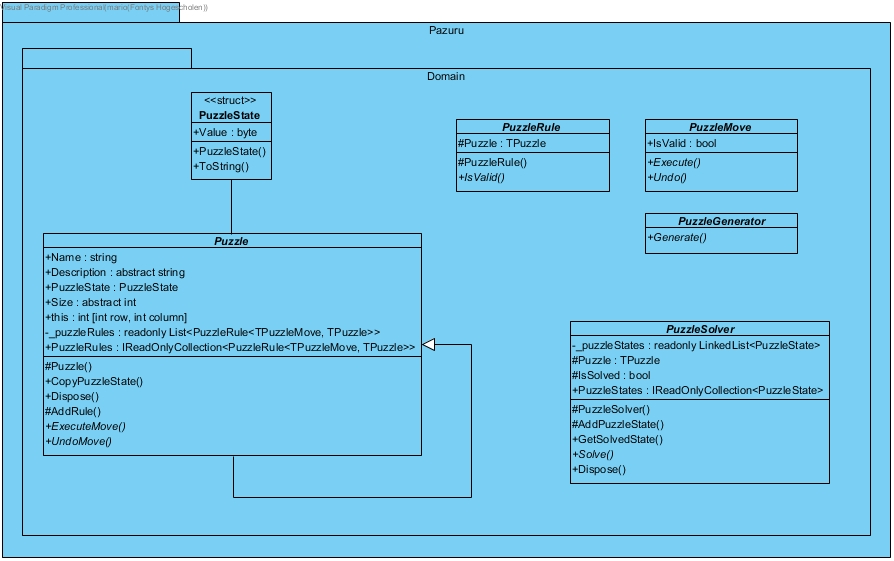 Visual Paradigm Professional(mario(Fontys Hogescholen))
Pazuru
Domain
<<struct>>
PuzzleState
+Value : byte
+PuzzleState()
+ToString()
PuzzleRule
#Puzzle : TPuzzle
#PuzzleRule()
+IsValid()
PuzzleMove
+IsValid : bool
+Execute()
+Undo()
PuzzleGenerator
+Generate()
Puzzle
+Name : string
+Description : abstract string
+PuzzleState : PuzzleState
+Size : abstract int
+this : int [int row, int column]
-_puzzleRules : readonly List<PuzzleRule<TPuzzleMove, TPuzzle>>
+PuzzleRules : IReadOnlyCollection<PuzzleRule<TPuzzleMove, TPuzzle>>
#Puzzle()
+CopyPuzzleState()
+Dispose()
#AddRule()
+ExecuteMove()
+UndoMove()
PuzzleSolver
-_puzzleStates : readonly LinkedList<PuzzleState>
#Puzzle : TPuzzle
#IsSolved : bool
+PuzzleStates : IReadOnlyCollection<PuzzleState>
#PuzzleSolver()
#AddPuzzleState()
+GetSolvedState()
+Solve()
+Dispose()